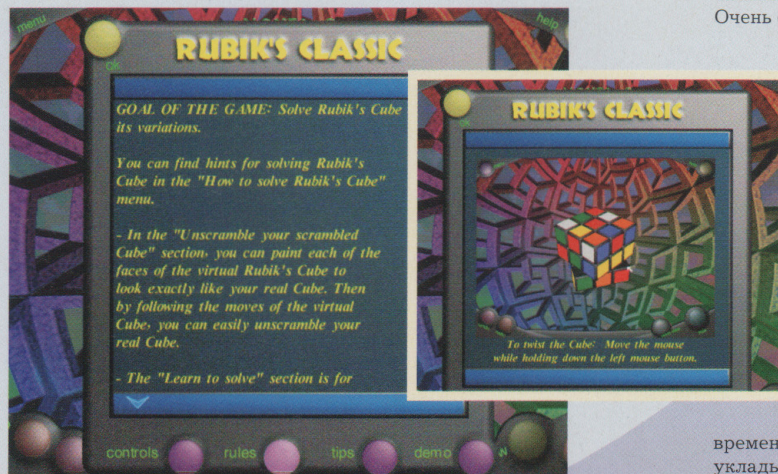 menu
help
ok
RUBIK'S CLASSIC
GOAL OF THE GAME: Solve Rubik's Cube
its variations.
You can find hints for solving Rubik's
Cube in the "How to solve Rubik's Cube"
menu.
- In the "Unscramble your scrambled
Cube" section, you can paint each of the
faces of the virtual Rubik's Cube to
look exactly like your real Cube. Then
by following the moves of the virtual
Cube, you can easily unscramble your
real Cube.
- The "Learn to solve" section is for
controls
rules
tips
demo
RUBIK'S CLASSIC
To twist the Cube: Move the mouse
while holding down the left mouse button.
Очень
времен
уклады